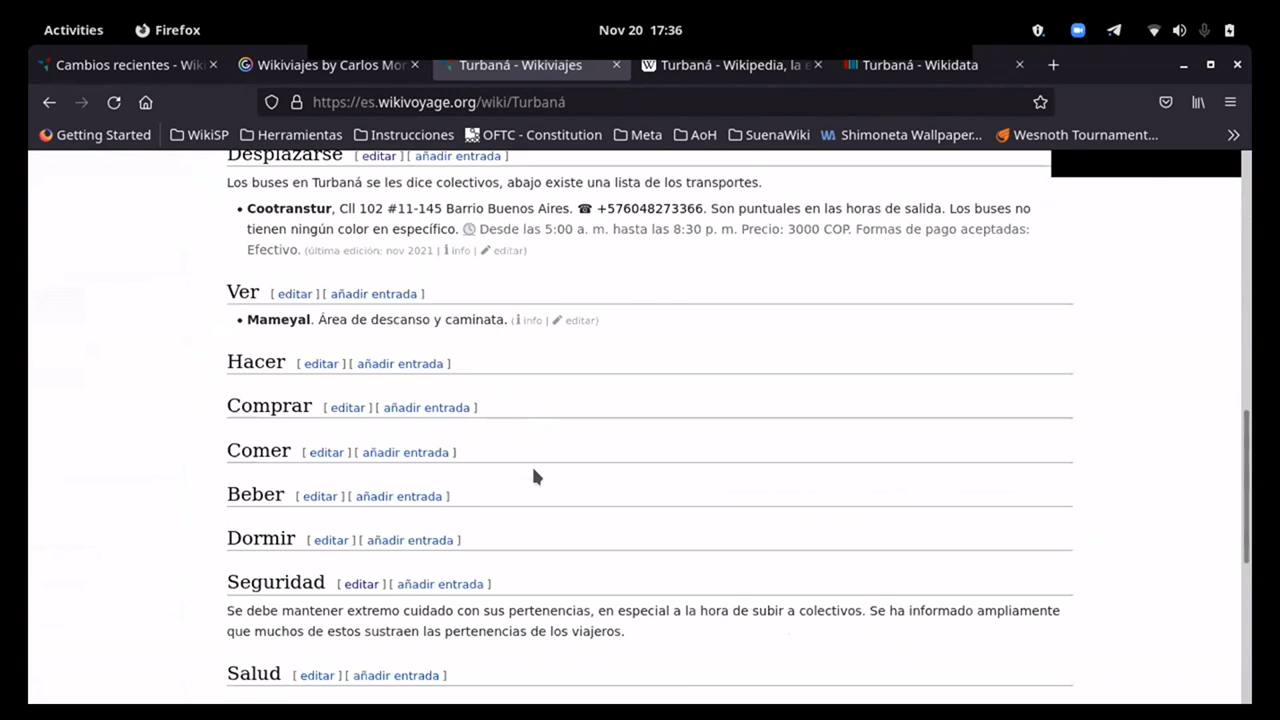 Activities Firefox Nov 20 17:36
Cambios recientes - Wiki Wikiviajes by Carlos Mor Turbaná - Wikiviajes Turbaná - Wikipedia, la e Turbaná - Wikidata
https://es.wikivoyage.org/wiki/Turbaná
Getting Started WikiSP Herramientas Instrucciones OFTC - Constitution Meta AoH SuenaWiki Shimoneta Wallpaper... Wesnoth Tournament...
Desplazarse [ editar ][ añadir entrada ]
Los buses en Turbaná se les dice colectivos, abajo existe una lista de los transportes.
• Cootranstur, Cll 102 #11-145 Barrio Buenos Aires. ☎ +576048273366. Son puntuales en las horas de salida. Los buses no
tienen ningún color en específico. Desde las 5:00 a. m. hasta las 8:30 p. m. Precio: 3000 COP. Formas de pago aceptadas:
Efectivo. (última edición: nov 2021 | info | editar)
Ver [ editar ][ añadir entrada ]
• Mameyal. Área de descanso y caminata. ( info | editar)
Hacer [ editar ][ añadir entrada ]
Comprar [ editar ][ añadir entrada ]
Comer [ editar ][ añadir entrada ]
Beber [ editar ][ añadir entrada ]
Dormir [ editar ][ añadir entrada ]
Seguridad [ editar ][ añadir entrada ]
Se debe mantener extremo cuidado con sus pertenencias, en especial a la hora de subir a colectivos. Se ha informado ampliamente
que muchos de estos sustraen las pertenencias de los viajeros.
Salud [ editar ][ añadir entrada ]